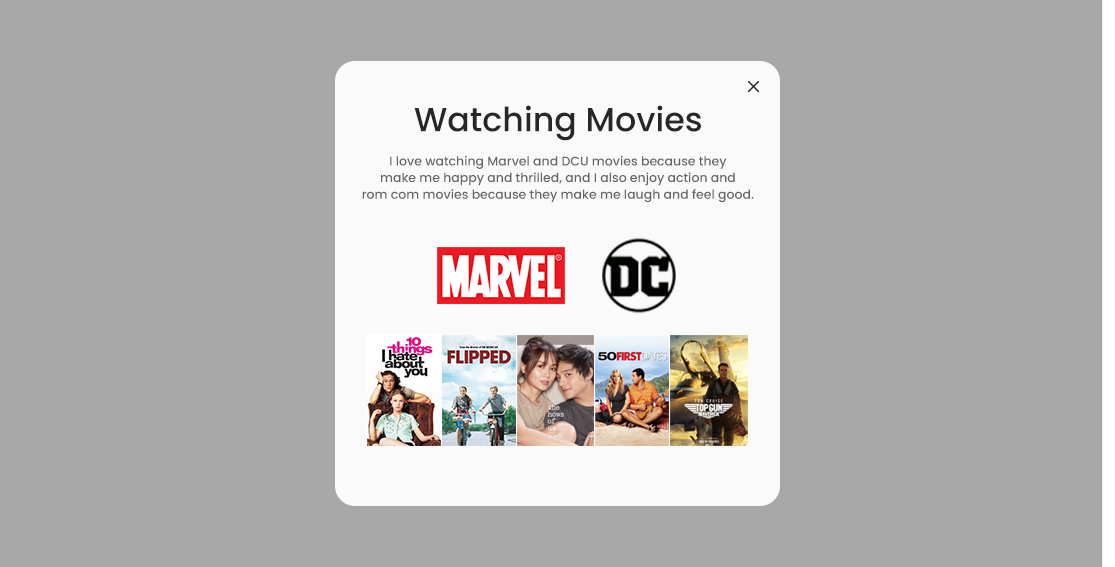 Watching Movies
I love watching Marvel and DCU movies because they
make me happy and thrilled, and I also enjoy action and
rom com movies because they make me laugh and feel good.
MARVEL
DC
10
things
I hate
about
you
FLIPPED
50 FIRST DATES
the
hows
of
us
TOM CRUISE
TOP GUN
MAVERICK